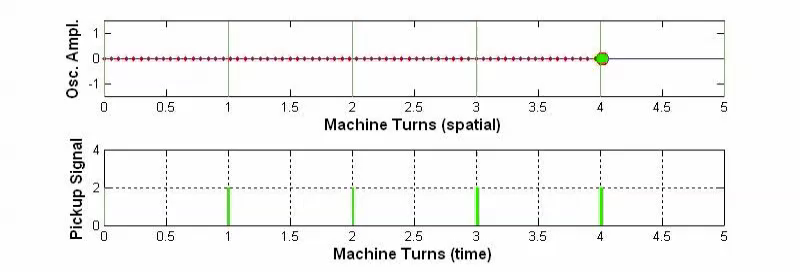 Osc. Ampl.
1
0
-1
0 0.5 1 1.5 2 2.5 3 3.5 4 4.5 5
Machine Turns (spatial)
Pickup Signal
4
2
0
0 0.5 1 1.5 2 2.5 3 3.5 4 4.5 5
Machine Turns (time)